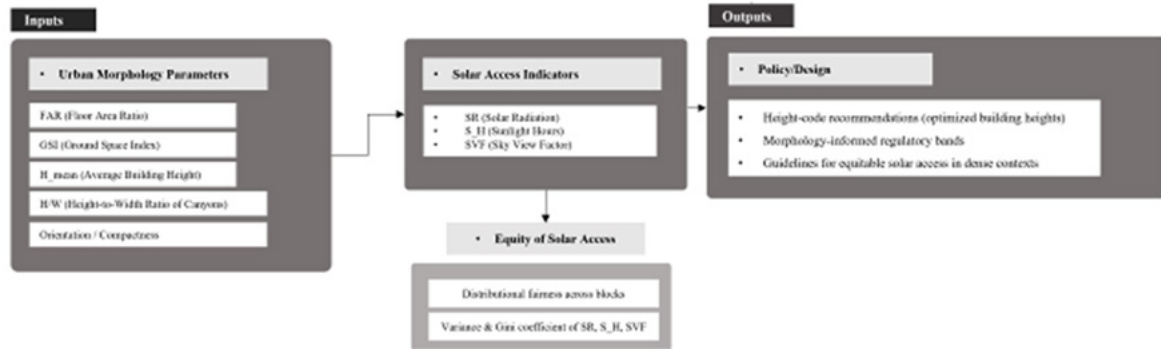 Inputs
• Urban Morphology Parameters
FAR (Floor Area Ratio)
GSI (Ground Space Index)
H_mean (Average Building Height)
H/W (Height-to-Width Ratio of Canyons)
Orientation / Compactness
• Solar Access Indicators
• SR (Solar Radiation)
• S_H (Sunlight Hours)
• SVF (Sky View Factor)
• Equity of Solar Access
Distributional fairness across blocks
Variance & Gini coefficient of SR, S_H, SVF
Outputs
• Policy/Design
• Height-code recommendations (optimized building heights)
• Morphology-informed regulatory bands
• Guidelines for equitable solar access in dense contexts